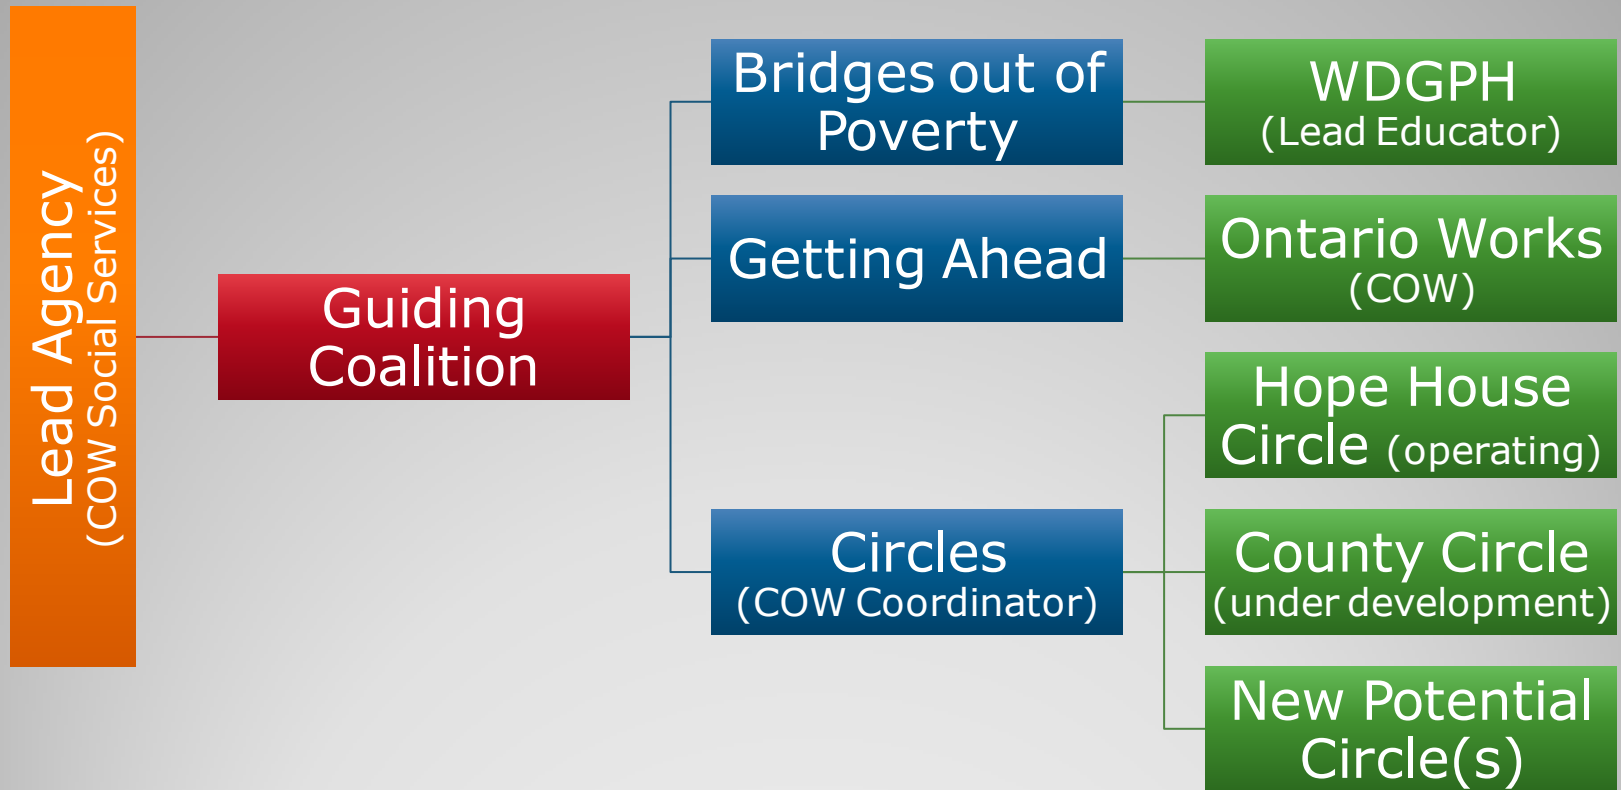 Lead Agency
(COW Social Services)
Guiding
Coalition
Bridges out of
Poverty
Getting Ahead
Circles
(COW Coordinator)
WDGPH
(Lead Educator)
Ontario Works
(COW)
Hope House
Circle (operating)
County Circle
(under development)
New Potential
Circle(s)